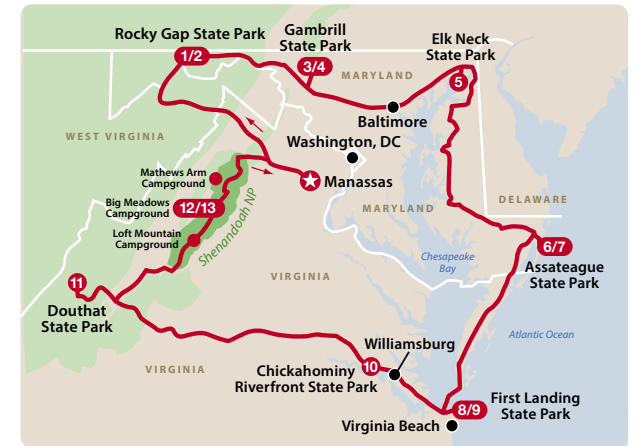 Rocky Gap State Park
1/2
Gambrill
State Park
3/4
Elk Neck
State Park
5
MARYLAND
Baltimore
WEST VIRGINIA
Washington, DC
Mathews Arm
Campground
Manassas
Big Meadows
Campground
12/13
Loft Mountain
Campground
Shenandoah NP
MARYLAND
DELAWARE
6/7
Assateague
State Park
Chesapeake
Bay
VIRGINIA
11
Douthat
State Park
Atlantic Ocean
Williamsburg
VIRGINIA
10
Chickahominy
Riverfront State Park
8/9
First Landing
State Park
Virginia Beach